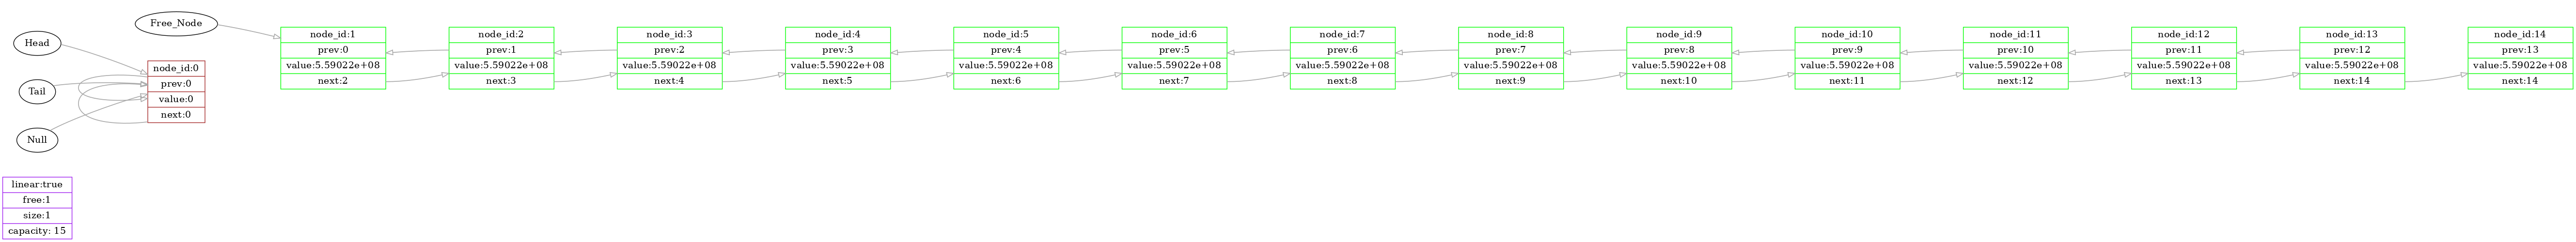 Free_Node
Head
Tail
Null
node_id:0
prev:0
value:0
next:0
node_id:1
prev:0
value:5.59022e+08
next:2
node_id:2
prev:1
value:5.59022e+08
next:3
node_id:3
prev:2
value:5.59022e+08
next:4
node_id:4
prev:3
value:5.59022e+08
next:5
node_id:5
prev:4
value:5.59022e+08
next:6
node_id:6
prev:5
value:5.59022e+08
next:7
node_id:7
prev:6
value:5.59022e+08
next:8
node_id:8
prev:7
value:5.59022e+08
next:9
node_id:9
prev:8
value:5.59022e+08
next:10
node_id:10
prev:9
value:5.59022e+08
next:11
node_id:11
prev:10
value:5.59022e+08
next:12
node_id:12
prev:11
value:5.59022e+08
next:13
node_id:13
prev:12
value:5.59022e+08
next:14
node_id:14
prev:13
value:5.59022e+08
next:14
linear:true
free:1
size:1
capacity: 15